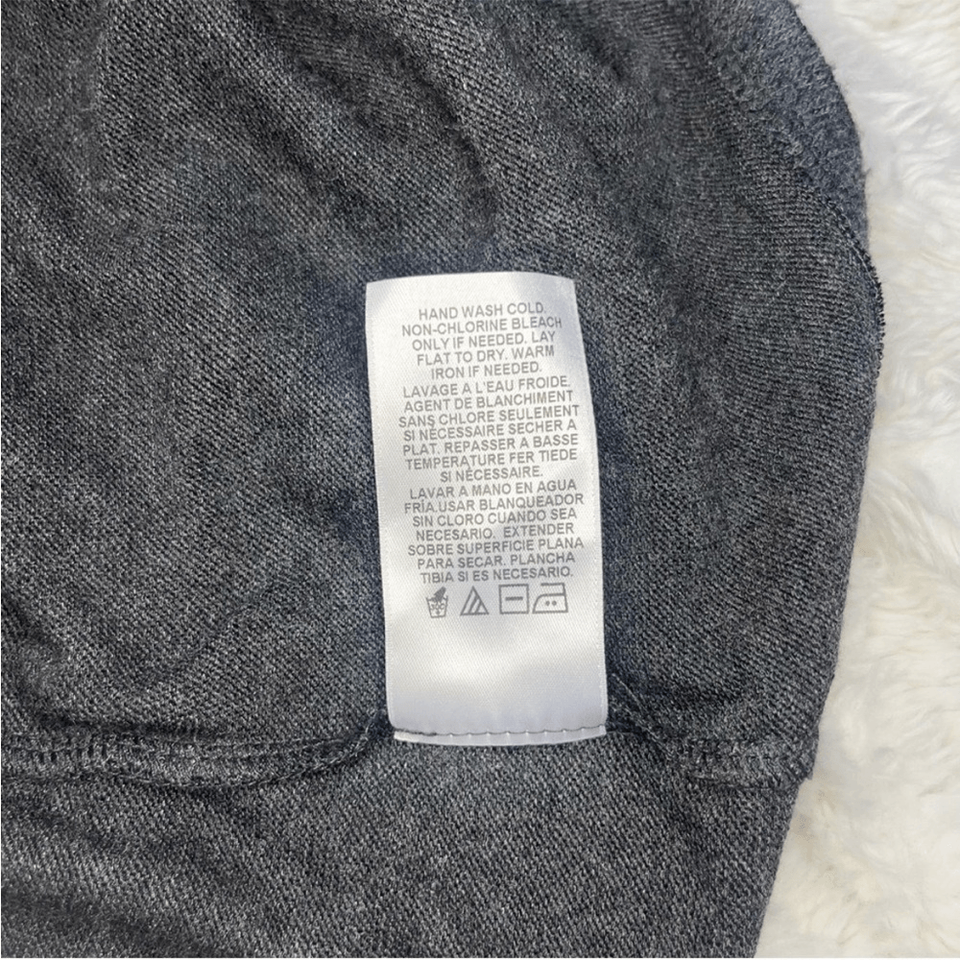 HAND WASH COLD.
NON-CHLORINE BLEACH
ONLY IF NEEDED. LAY
FLAT TO DRY. WARM
IRON IF NEEDED.
LAVAGE A L'EAU FROIDE,
AGENT DE BLANCHIMENT
SANS CHLORE SEULEMENT
SI NÉCESSAIRE SECHER A
PLAT. REPASSER A BASSE
TEMPERATURE FER TIEDE
SI NÉCESSAIRE.
LAVAR A MANO EN AGUA
FRÍA.USAR BLANQUEADOR
SIN CLORO CUANDO SEA
NECESARIO. EXTENDER
SOBRE SUPERFICIE PLANA
PARA SECAR. PLANCHA
TIBIA SI ES NECESARIO.